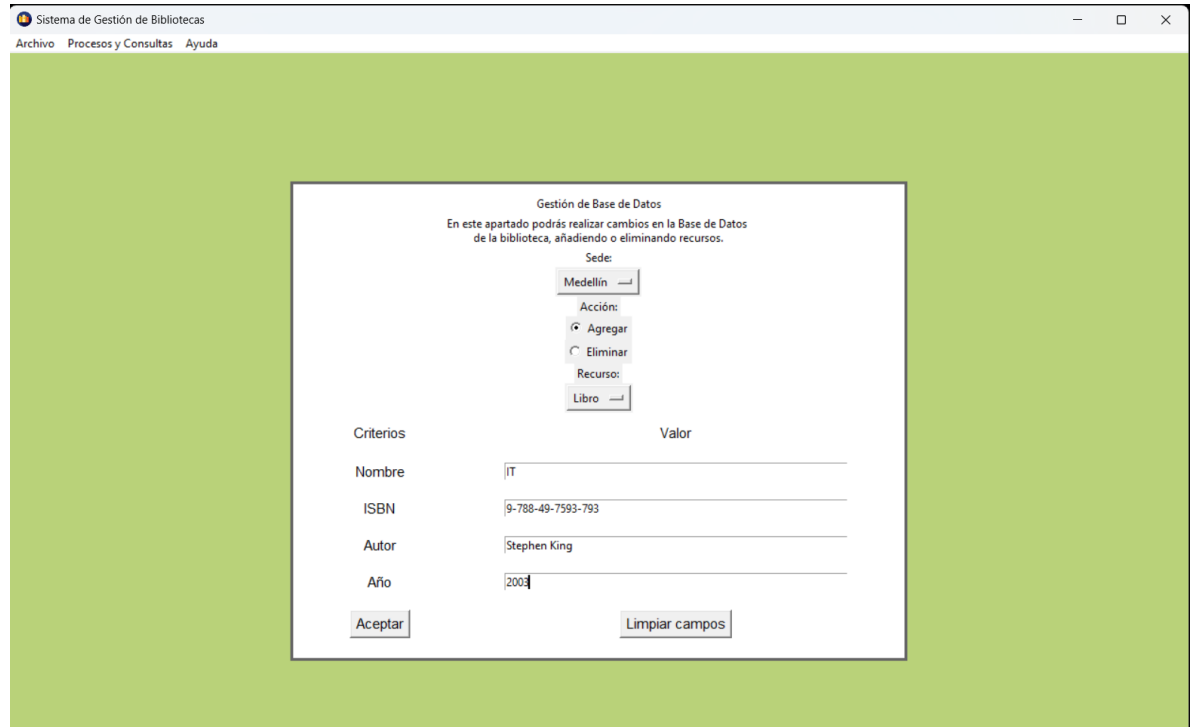 Sistema de Gestión de Bibliotecas
Archivo Procesos y Consultas Ayuda
Gestión de Base de Datos
En este apartado podrás realizar cambios en la Base de Datos
de la biblioteca, añadiendo o eliminando recursos.
Sede:
Medellín
Acción:
Agregar
Eliminar
Recurso:
Libro
Criterios Valor
Nombre IT
ISBN 9-788-49-7593-793
Autor Stephen King
Año 2003
Aceptar Limpiar campos